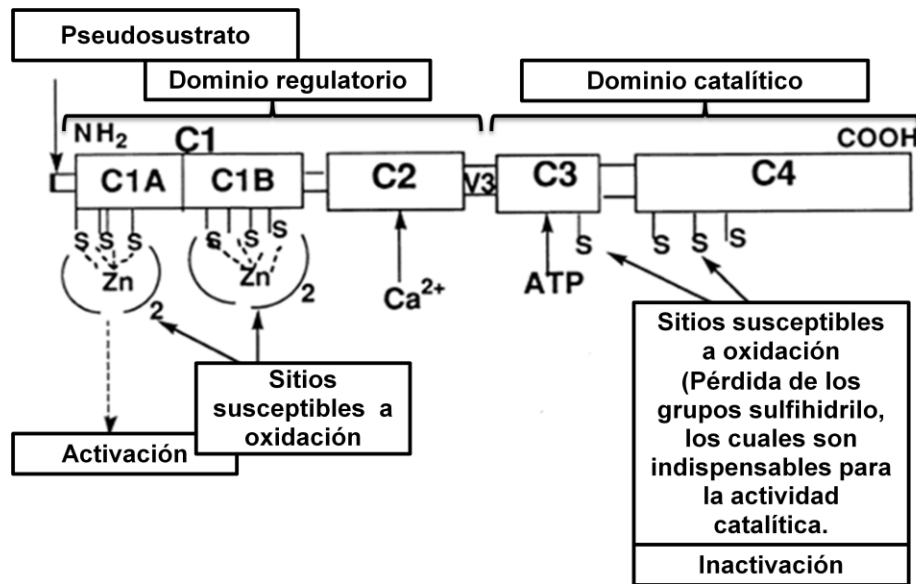 Pseudosustrato
Dominio regulatorio
Dominio catalítico
NH2
C1
COOH
C1A
C1B
C2
V3
C3
C4
S S S
S S S
S
S S S
Zn
2
Zn
2
Ca2+
ATP
Sitios
susceptibles a
oxidación
Activación
Sitios susceptibles
a oxidación
(Pérdida de los
grupos sulfihidrilo,
los cuales son
indispensables para
la actividad
catalítica.
Inactivación